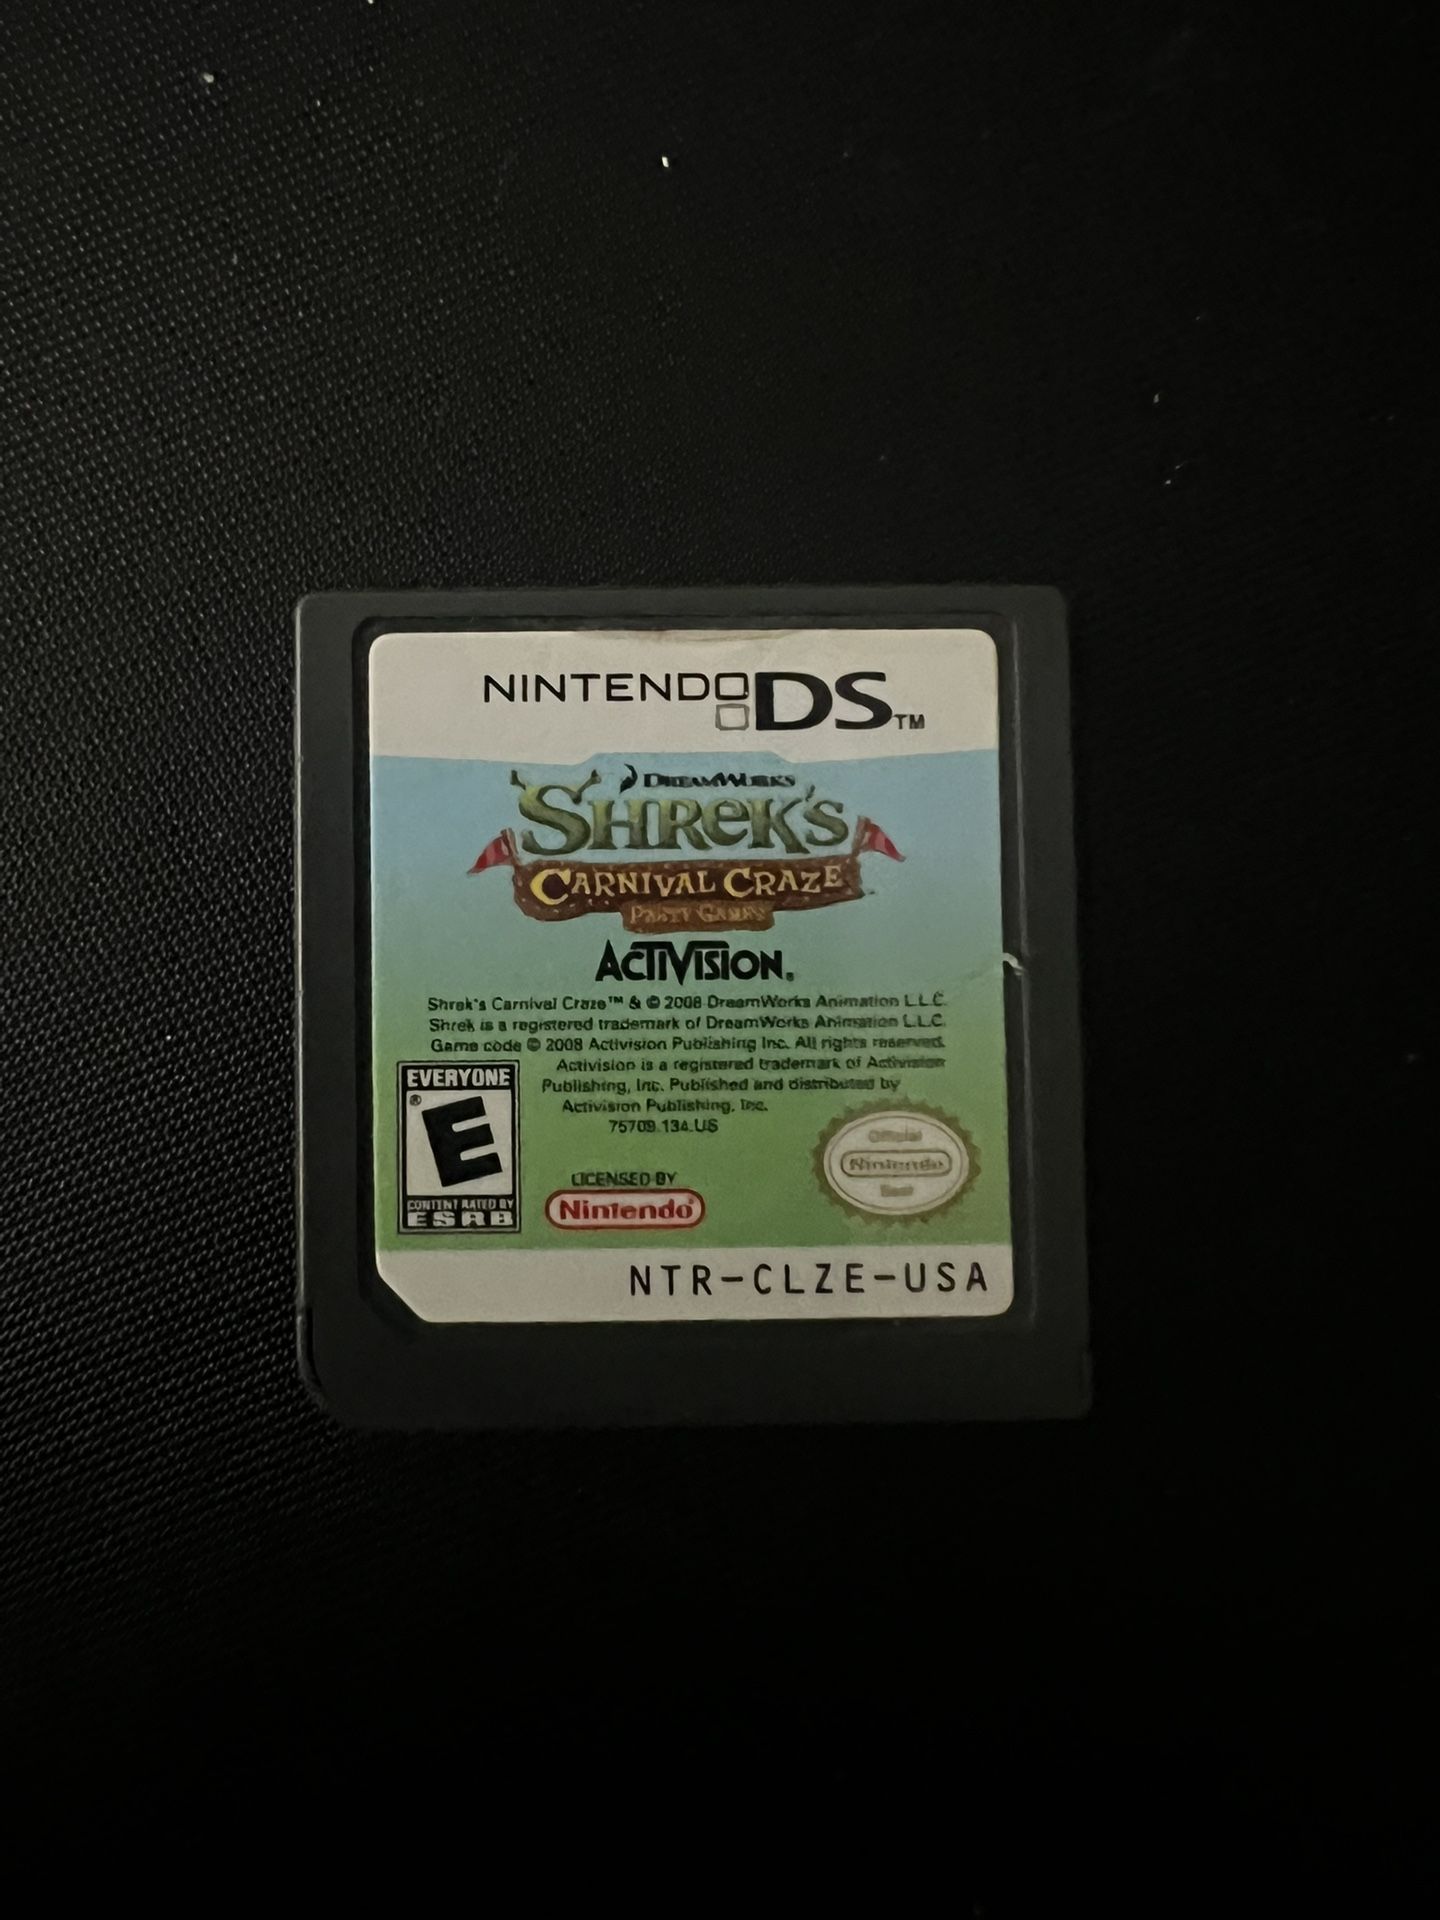 NINTENDO DS™
DREAMWORKS
SHREK'S
CARNIVAL CRAZE
PARTY GAMES
ACTIVISION®
Shrek's Carnival Craze™ & © 2008 DreamWorks Animation L.L.C.
Shrek is a registered trademark of DreamWorks Animation L.L.C.
Game code © 2008 Activision Publishing Inc. All rights reserved.
Activision is a registered trademark of Activision
Publishing, Inc. Published and distributed by
Activision Publishing, Inc.
75709.134.US
EVERYONE
E®
CONTENT RATED BY
ESRB
LICENSED BY
Nintendo®
Official
Nintendo
Seal
NTR-CLZE-USA